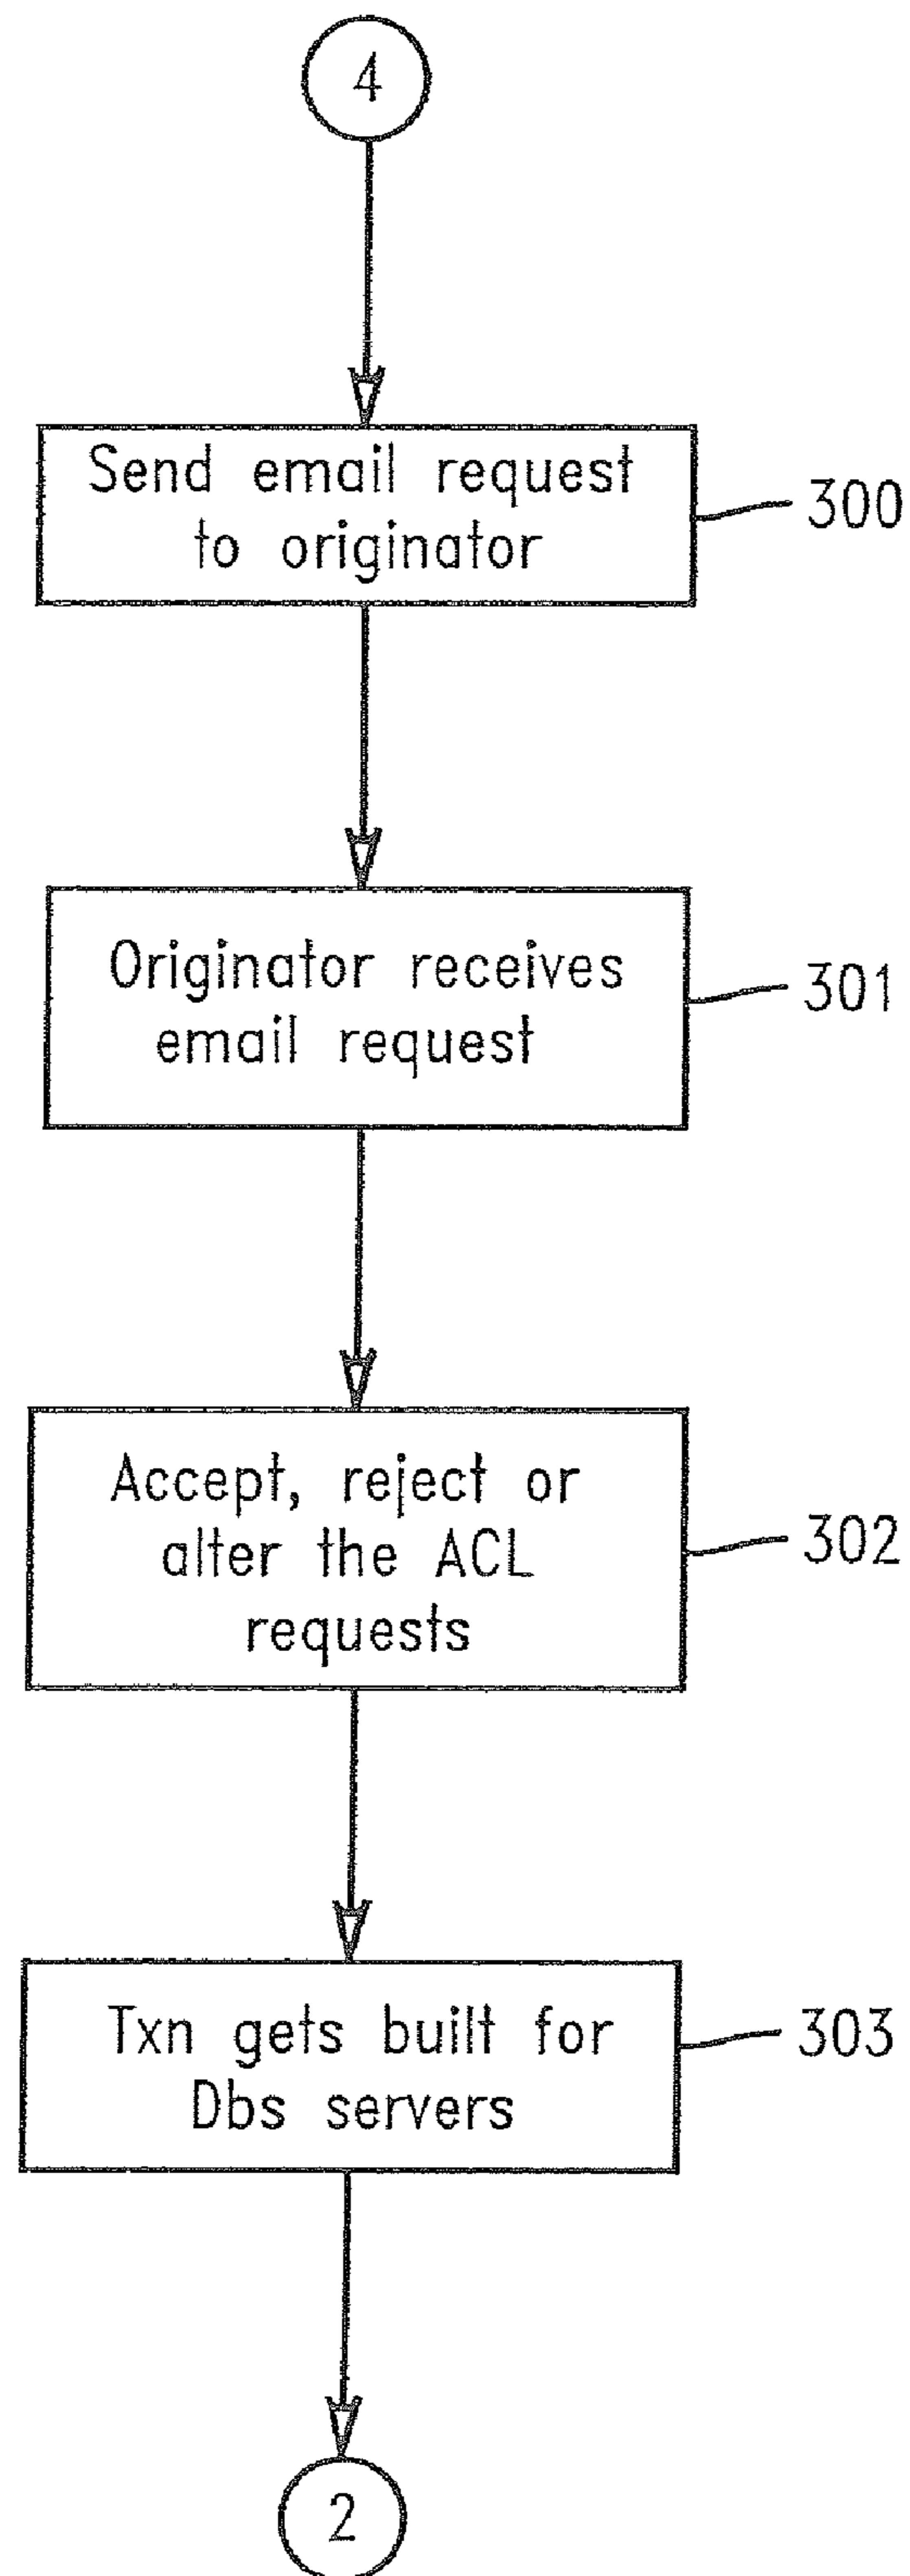 4
Send email request
to originator
300
Originator receives
email request
301
Accept, reject or
alter the ACL
requests
302
Txn gets built for
Dbs servers
303
2